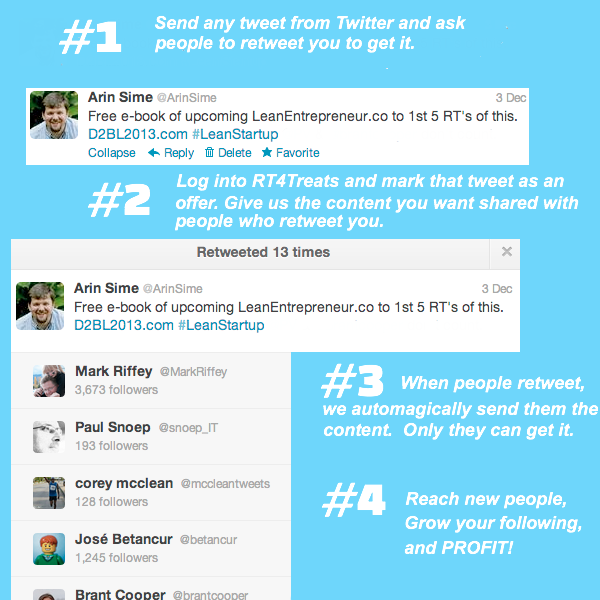 #1
Send any tweet from Twitter and ask
people to retweet you to get it.
Arin Sime @ArinSime 3 Dec
Free e-book of upcoming LeanEntrepreneur.co to 1st 5 RT's of this.
D2BL2013.com #LeanStartup
Collapse Reply Delete Favorite
#2
Log into RT4Treats and mark that tweet as an
offer. Give us the content you want shared with
people who retweet you.
Retweeted 13 times ×
Arin Sime @ArinSime 3 Dec
Free e-book of upcoming LeanEntrepreneur.co to 1st 5 RT's of this.
D2BL2013.com #LeanStartup
Mark Riffey @MarkRiffey
3,673 followers
Paul Snoep @snoep_IT
193 followers
corey mcclean @mccleantweets
128 followers
José Betancur @betancur
1,245 followers
Brant Cooper @brantcooper
#3 When people retweet,
we automagically send them the
content. Only they can get it.
#4
Reach new people,
Grow your following,
and PROFIT!